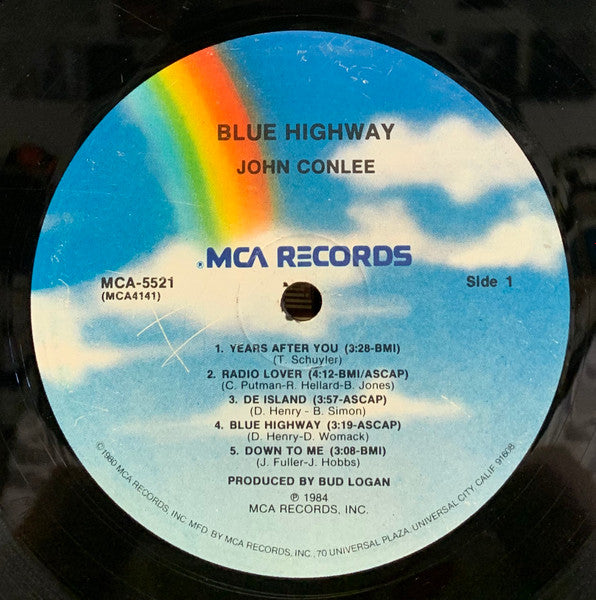 BLUE HIGHWAY
JOHN CONLEE
MCA RECORDS
MCA-5521
(MCA4141)
Side 1
1. YEARS AFTER YOU (3:28-BMI)
(T. Schuyler)
2. RADIO LOVER (4:12-BMI/ASCAP)
(C. Putman-R. Hellard-B. Jones)
3. DE ISLAND (3:57-ASCAP)
(D. Henry - B. Simon)
4. BLUE HIGHWAY (3:19-ASCAP)
(D. Henry-D. Womack)
5. DOWN TO ME (3:08-BMI)
(J. Fuller-J. Hobbs)
PRODUCED BY BUD LOGAN
℗ 1984
MCA RECORDS, INC.
©1980 MCA RECORDS, INC. MFD. BY MCA RECORDS, INC., 70 UNIVERSAL PLAZA, UNIVERSAL CITY, CALIF. 91608